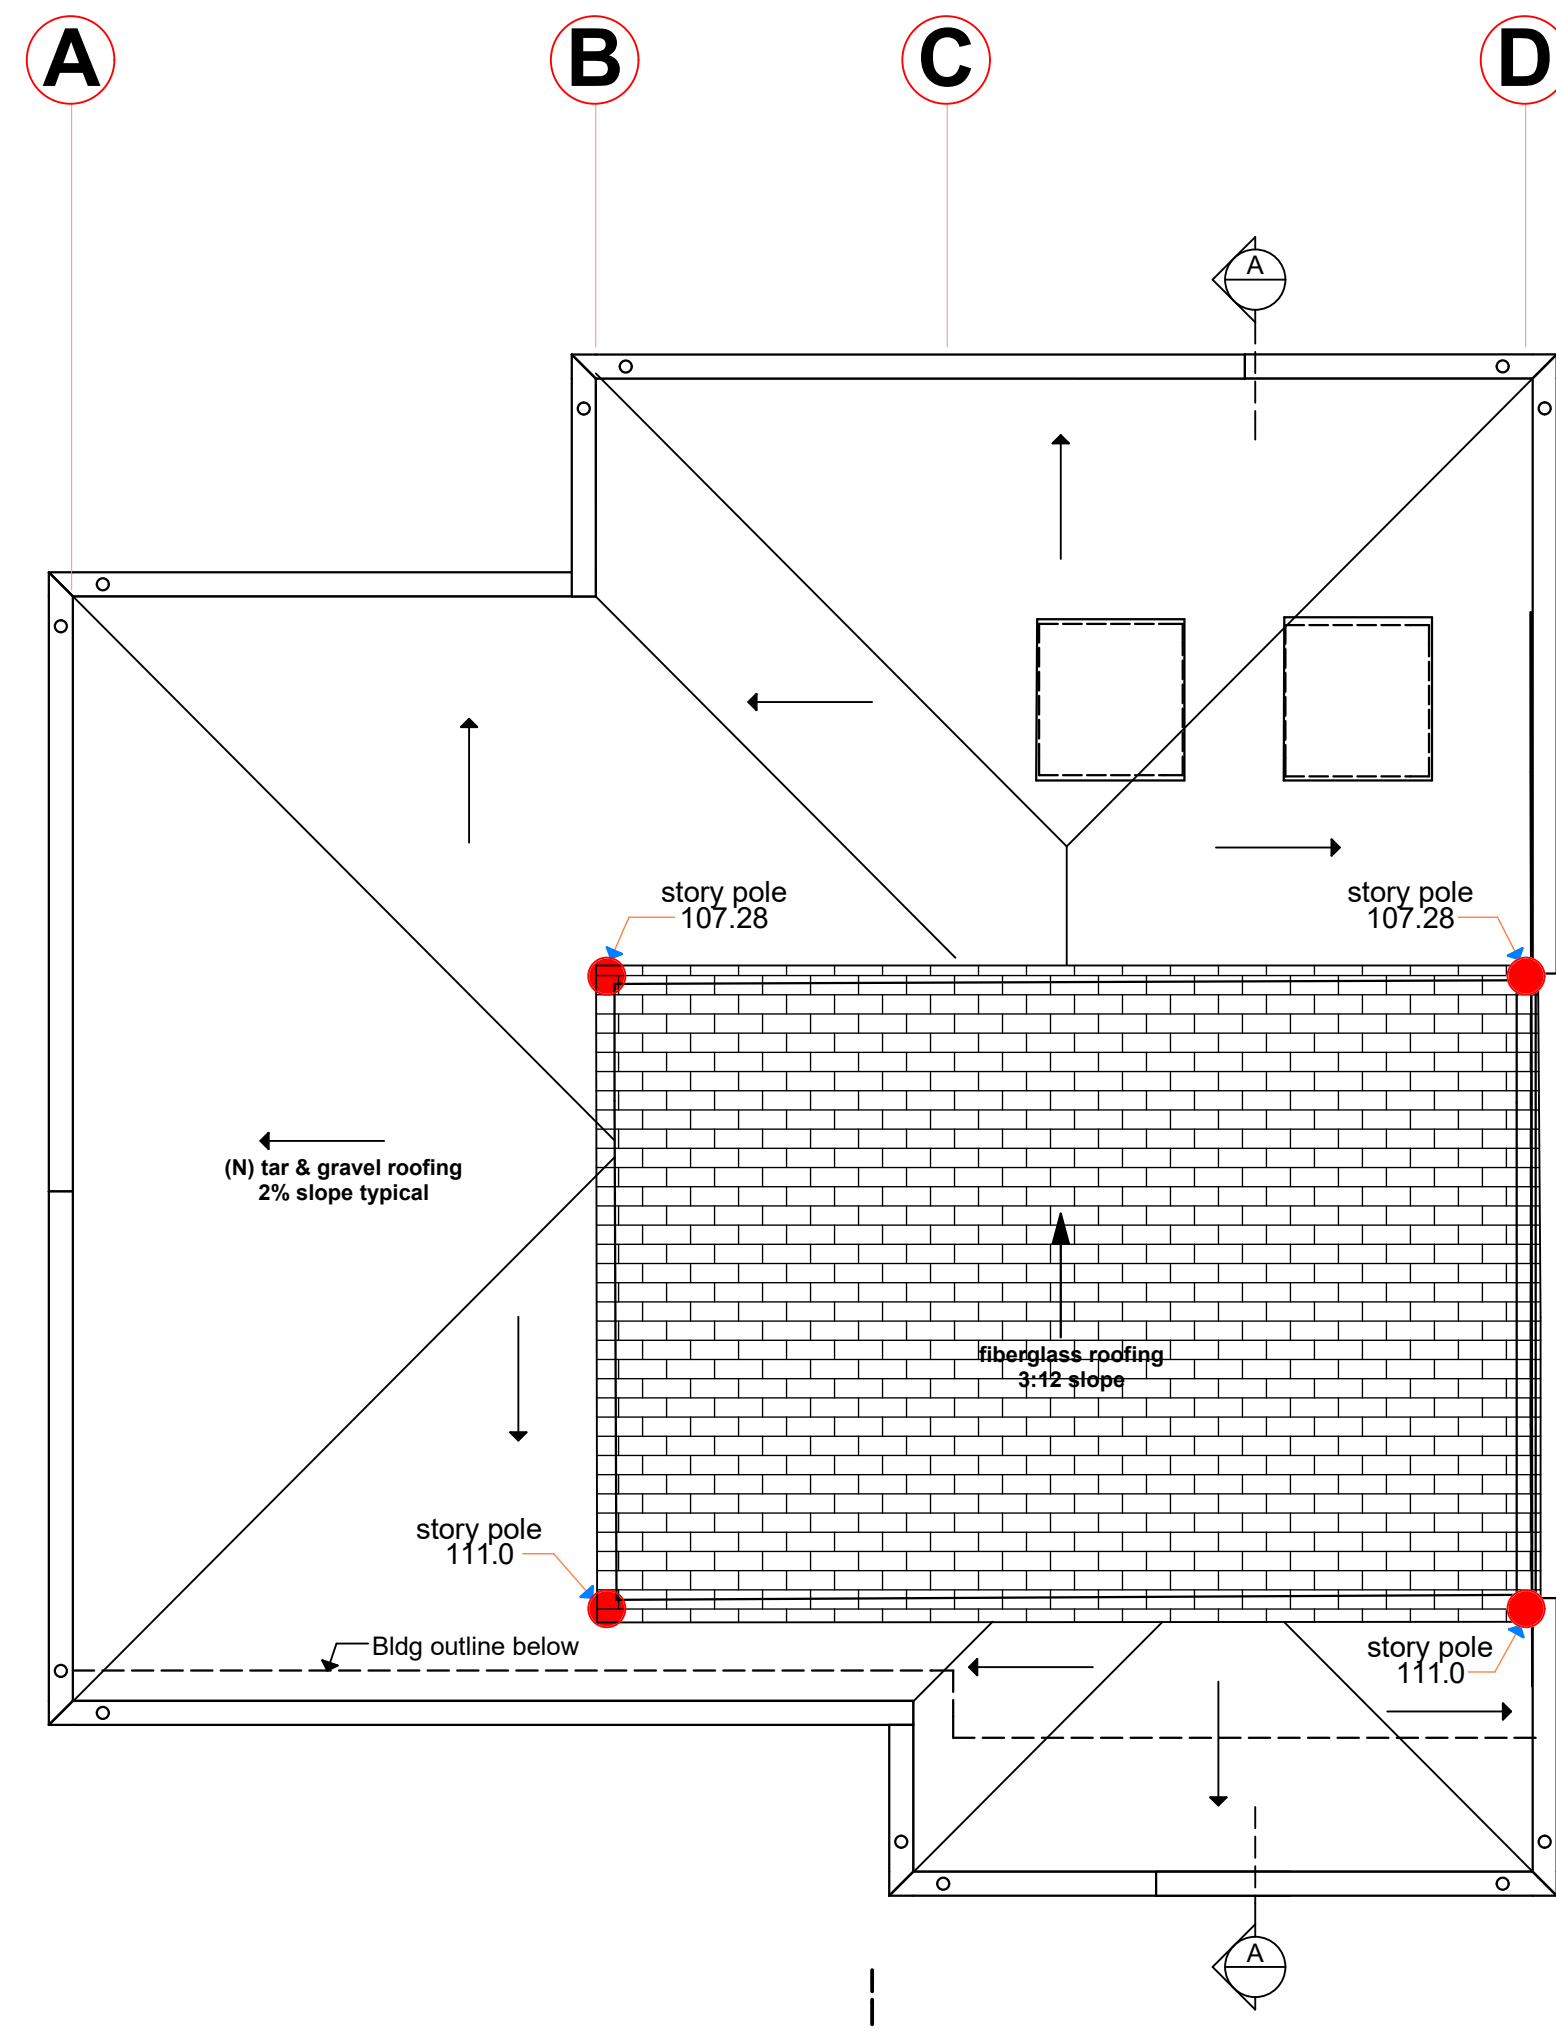 A
B
C
D
A
story pole
107.28
story pole
107.28
(N) tar & gravel roofing
2% slope typical
fiberglass roofing
3:12 slope
story pole
111.0
Bldg outline below
story pole
111.0
A